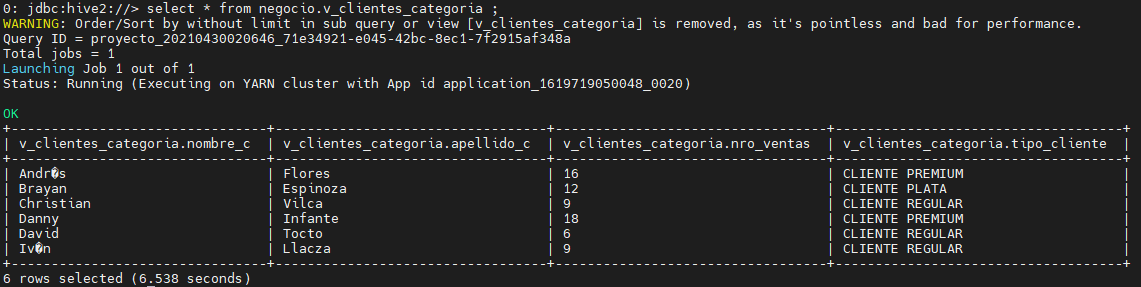 0: jdbc:hive2://> select * from negocio.v_clientes_categoria ;
WARNING: Order/Sort by without limit in sub query or view [v_clientes_categoria] is removed, as it's pointless and bad for performance.
Query ID = proyecto_20210430020646_71e34921-e045-42bc-8ec1-7f2915af348a
Total jobs = 1
Launching Job 1 out of 1
Status: Running (Executing on YARN cluster with App id application_1619719050048_0020)
OK
| v_clientes_categoria.nombre_c | v_clientes_categoria.apellido_c | v_clientes_categoria.nro_ventas | v_clientes_categoria.tipo_cliente |
| Andr�s | Flores | 16 | CLIENTE PREMIUM |
| Brayan | Espinoza | 12 | CLIENTE PLATA |
| Christian | Vilca | 9 | CLIENTE REGULAR |
| Danny | Infante | 18 | CLIENTE PREMIUM |
| David | Tocto | 6 | CLIENTE REGULAR |
| Iv�n | Llacza | 9 | CLIENTE REGULAR |
6 rows selected (6.538 seconds)